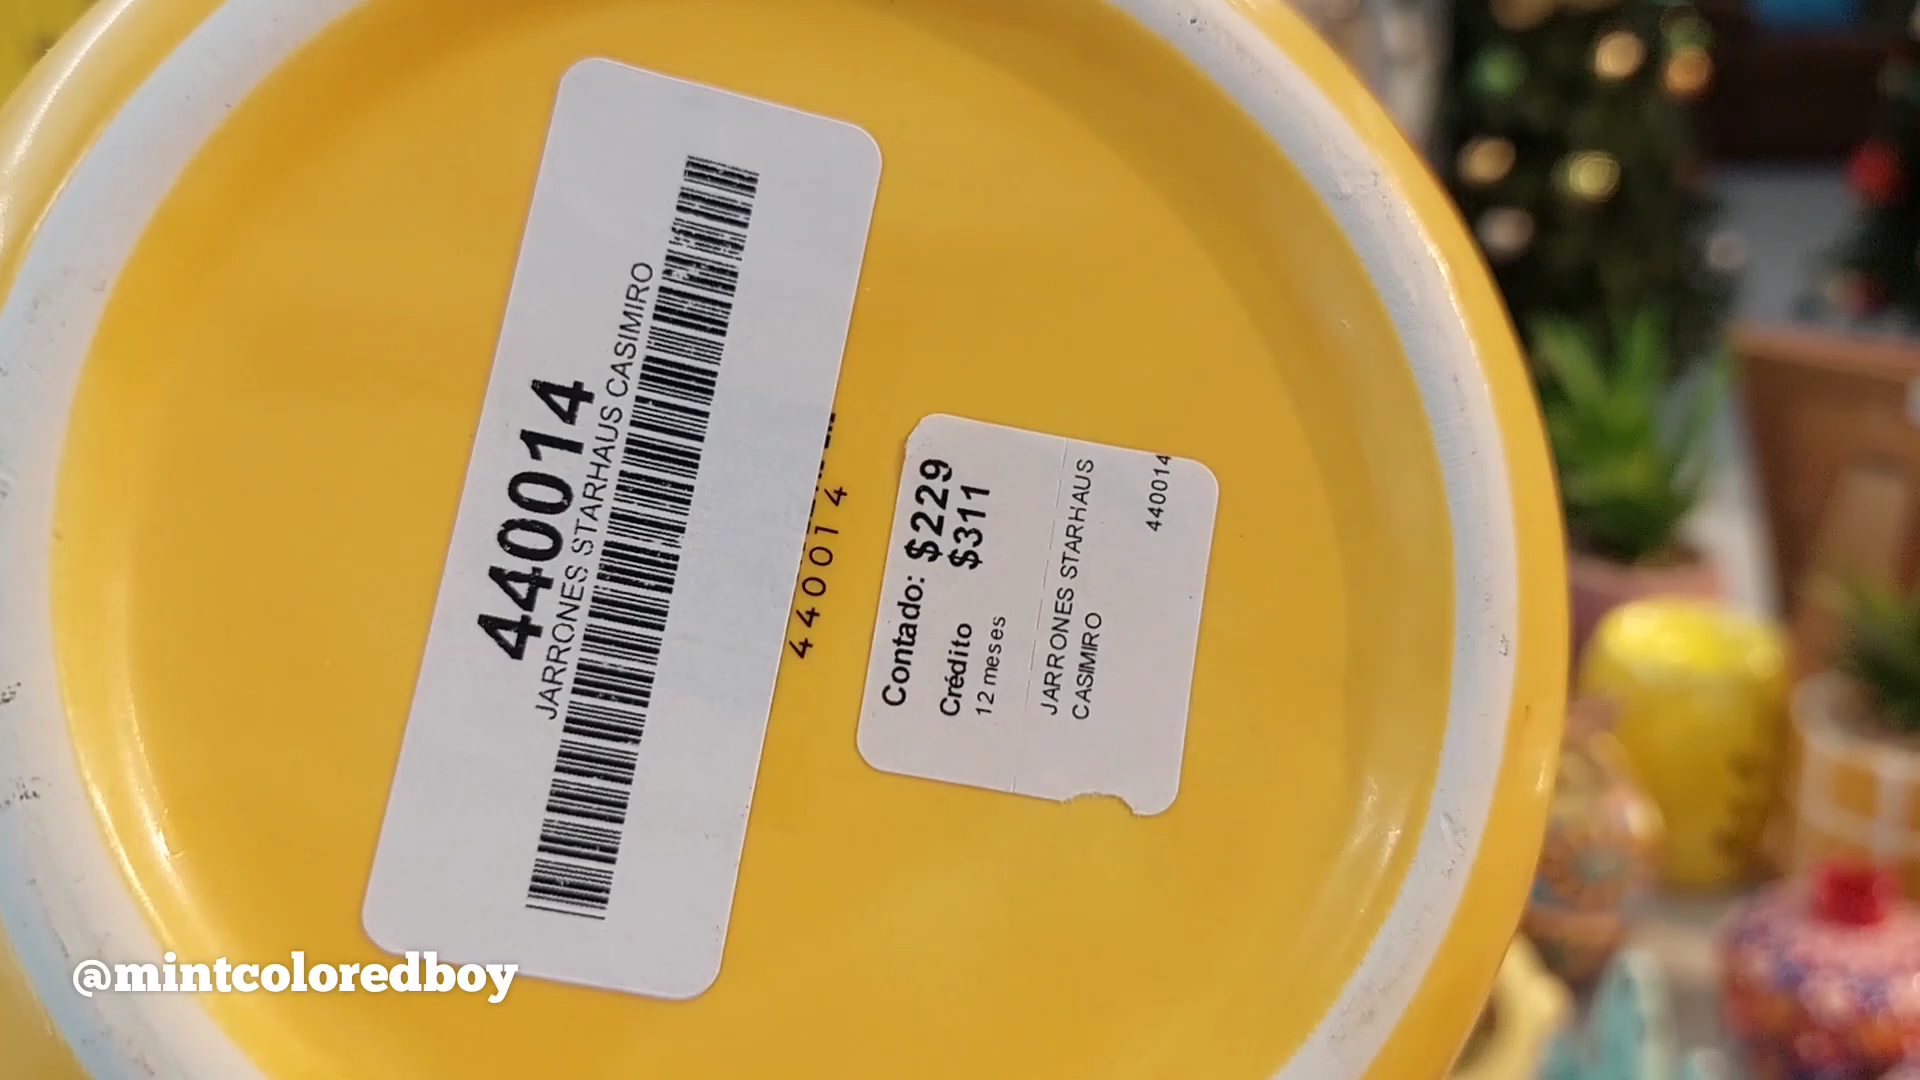 440014
JARRONES STARHAUS CASIMIRO
440014
Contado: $229
Crédito $311
12 meses
JARRONES STARHAUS
CASIMIRO
440014
@mintcoloredboy